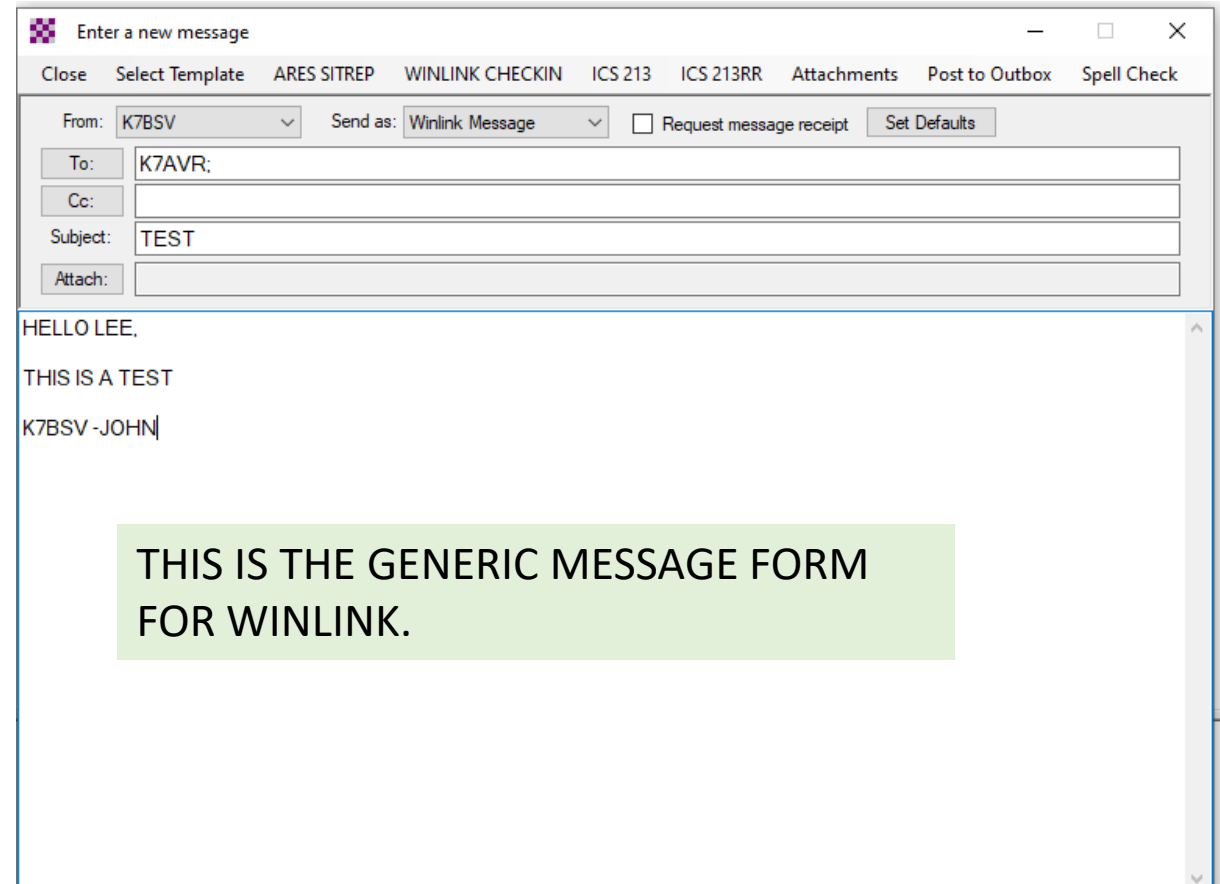 Enter a new message
Close Select Template ARES SITREP WINLINK CHECKIN ICS 213 ICS 213RR Attachments Post to Outbox Spell Check
From: K7BSV Send as: Winlink Message Request message receipt Set Defaults
To: K7AVR;
Cc:
Subject: TEST
Attach:
HELLO LEE,
THIS IS A TEST
K7BSV -JOHN
THIS IS THE GENERIC MESSAGE FORM
FOR WINLINK.